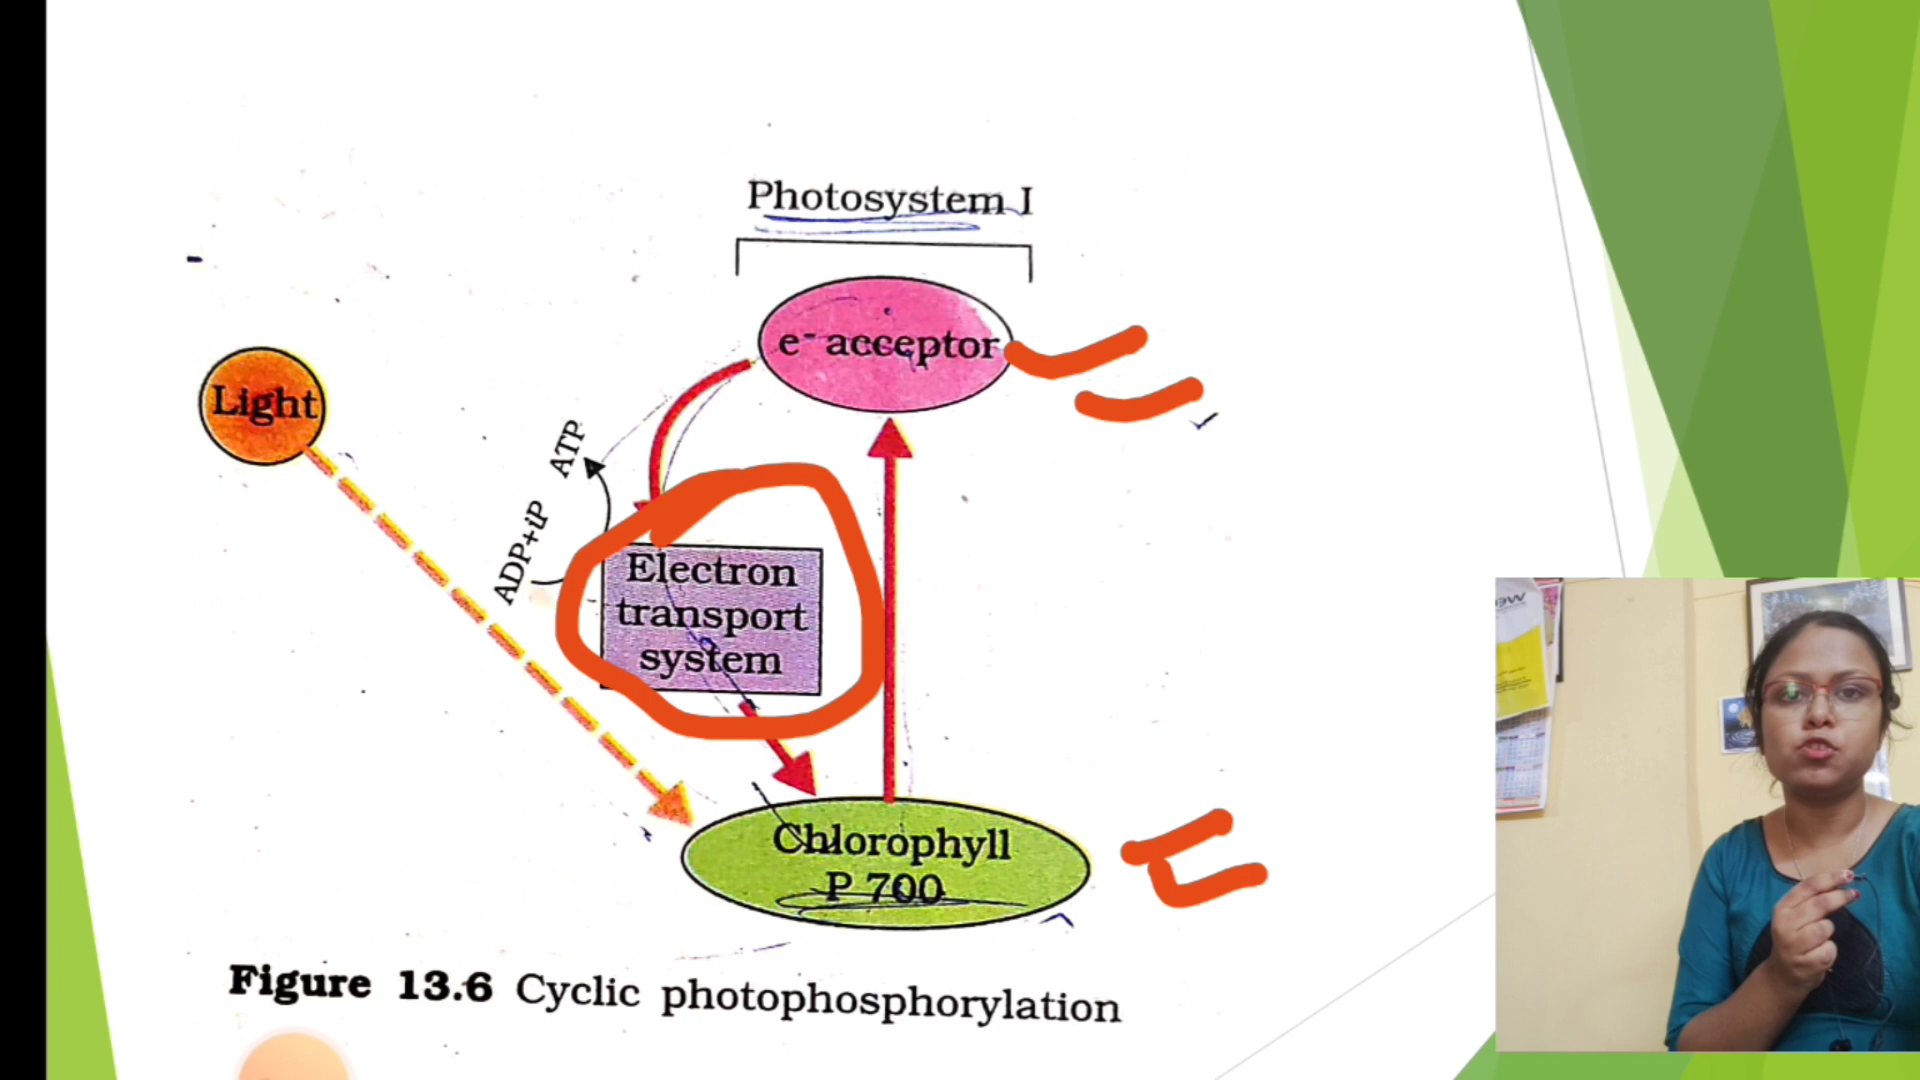 Photosystem I
e⁻ acceptor
Light
ATP
ADP+iP
Electron
transport
system
Chlorophyll
P 700
Figure 13.6 Cyclic photophosphorylation